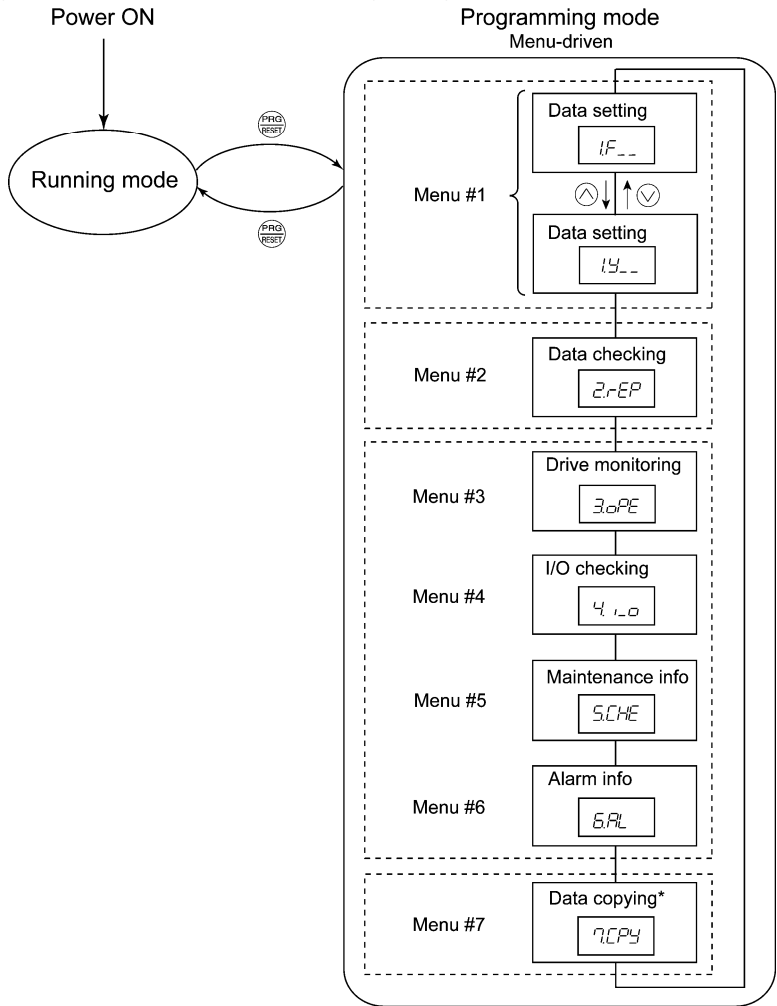 Power ON
Programming mode
Menu-driven
PRG
RESET
Running mode
PRG
RESET
Menu #1
Data setting
1.F__
Data setting
1.y__
Menu #2
Data checking
2.rEP
Menu #3
Drive monitoring
3.oPE
Menu #4
I/O checking
4.i_o
Menu #5
Maintenance info
5.CHE
Menu #6
Alarm info
6.AL
Menu #7
Data copying*
7.CPY